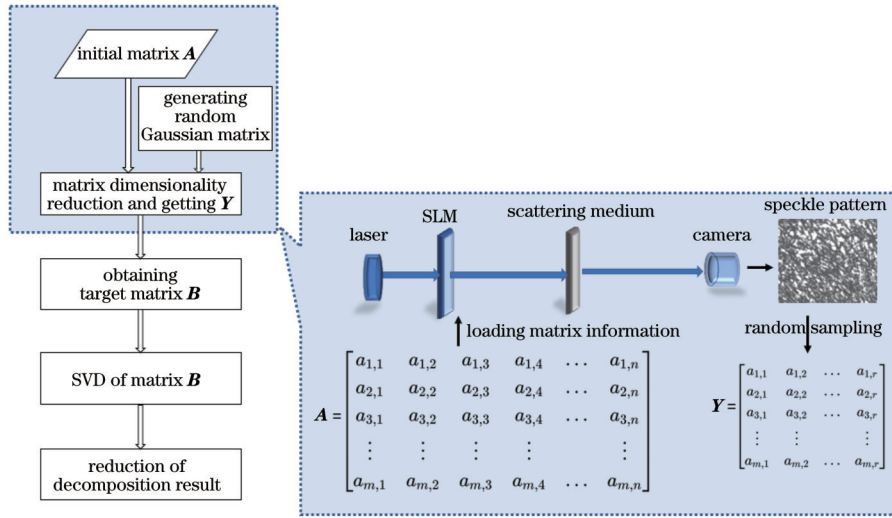 initial matrix A
generating
random
Gaussian matrix
matrix dimensionality
reduction and getting Y
obtaining
target matrix B
SVD of matrix B
reduction of
decomposition result
laser
SLM
scattering medium
camera
speckle pattern
loading matrix information
random sampling
A =
a1,1 a1,2 a1,3 a1,4 … a1,n
a2,1 a2,2 a2,3 a2,4 … a2,n
a3,1 a3,2 a3,3 a3,4 … a3,n
⋮ ⋮ ⋮ ⋮ ⋮
am,1 am,2 am,3 am,4 … am,n
Y =
a1,1 a1,2 … a1,r
a2,1 a2,2 … a2,r
a3,1 a3,2 … a3,r
⋮ ⋮ ⋮
am,1 am,2 … am,r